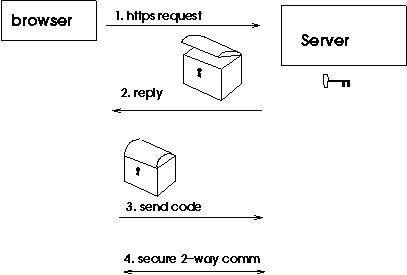 browser
1. https request
Server
2. reply
3. send code
4. secure 2-way comm